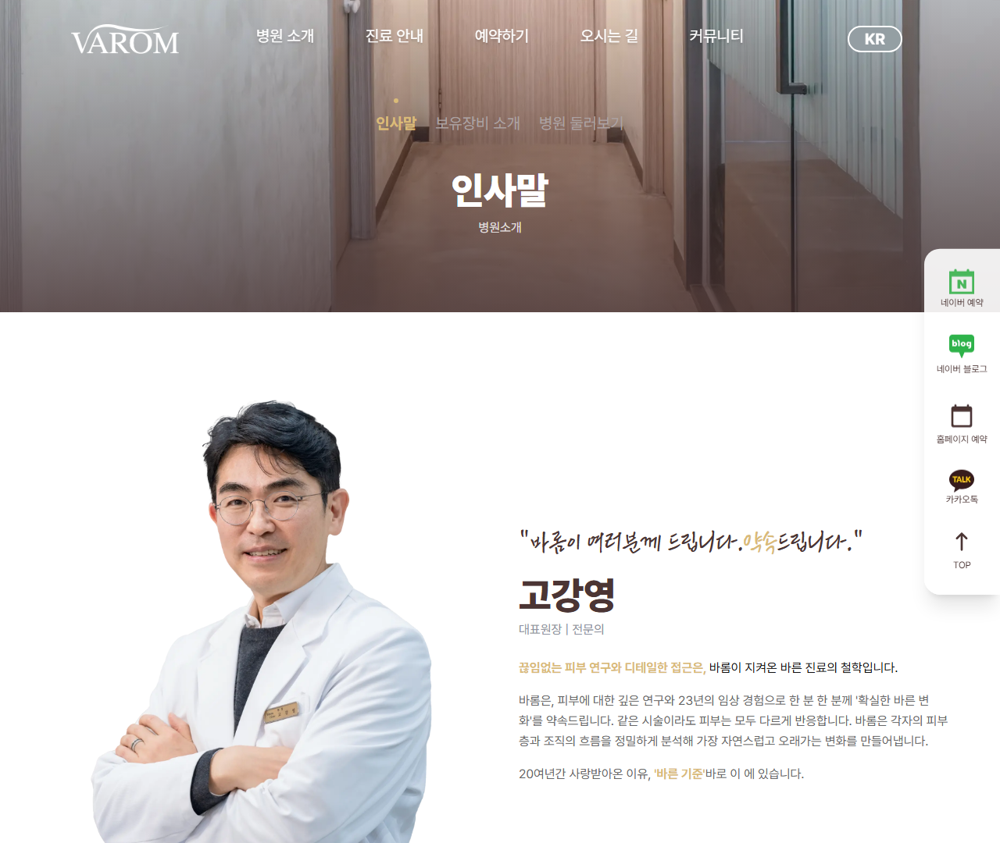 VAROM
병원 소개
진료 안내
예약하기
오시는 길
커뮤니티
KR
인사말
보유장비 소개
병원 둘러보기
인사말
병원소개
네이버 예약
blog
네이버 블로그
홈페이지 예약
TALK
카카오톡
TOP
"바롬이 여러분께 드립니다.약속드립니다."
고강영
대표원장 | 전문의
끊임없는 피부 연구와 디테일한 접근은, 바롬이 지켜온 바른 진료의 철학입니다.
바롬은, 피부에 대한 깊은 연구와 23년의 임상 경험으로 한 분 한 분께 '확실한 바른 변
화'를 약속드립니다. 같은 시술이라도 피부는 모두 다르게 반응합니다. 바롬은 각자의 피부
층과 조직의 흐름을 정밀하게 분석해 가장 자연스럽고 오래가는 변화를 만들어냅니다.
20여년간 사랑받아온 이유, '바른 기준'바로 이 에 있습니다.